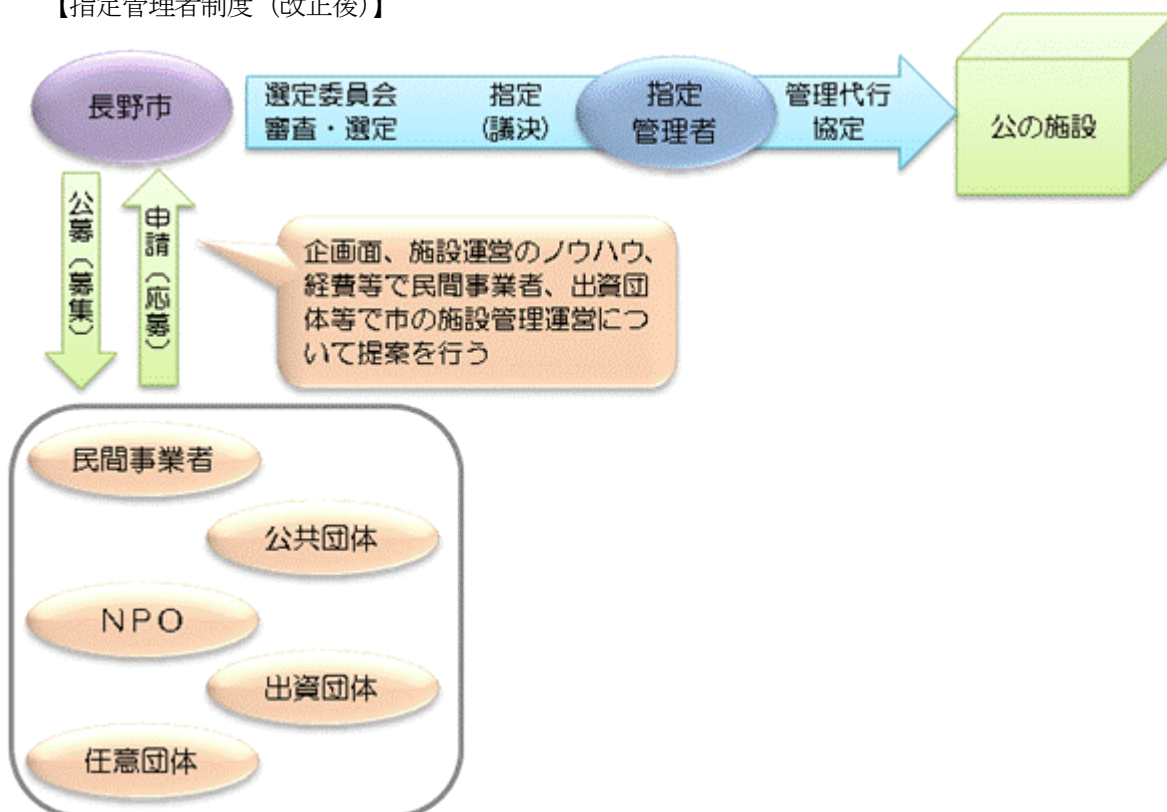 【指定管理者制度（改正後）】
長野市
選定委員会
審査・選定
指定
(議決)
指定
管理者
管理代行
協定
公の施設
公募（募集）
申請（応募）
企画面、施設運営のノウハウ、
経費等で民間事業者、出資団
体等で市の施設管理運営につ
いて提案を行う
民間事業者
公共団体
ＮＰＯ
出資団体
任意団体